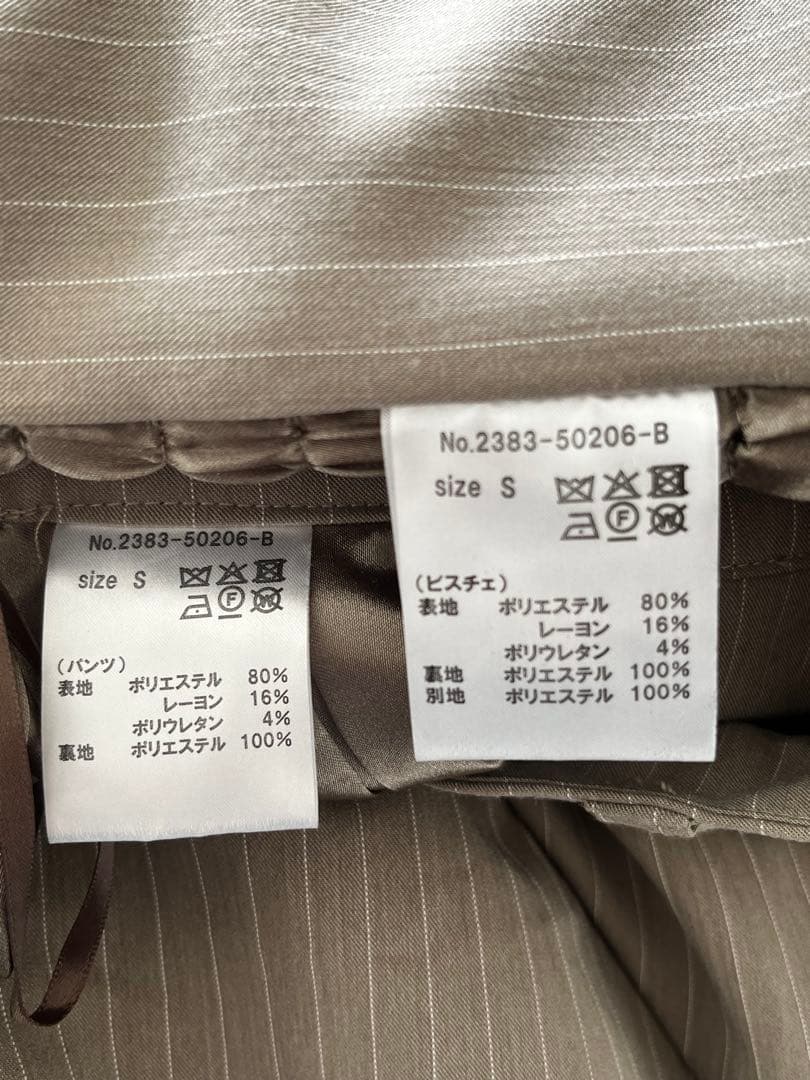 No.2383-50206-B
size S
(パンツ)
表地 ポリエステル 80%
レーヨン 16%
ポリウレタン 4%
裏地 ポリエステル 100%
No.2383-50206-B
size S
F
W
(ビスチェ)
表地 ポリエステル 80%
レーヨン 16%
ポリウレタン 4%
裏地 ポリエステル 100%
別地 ポリエステル 100%